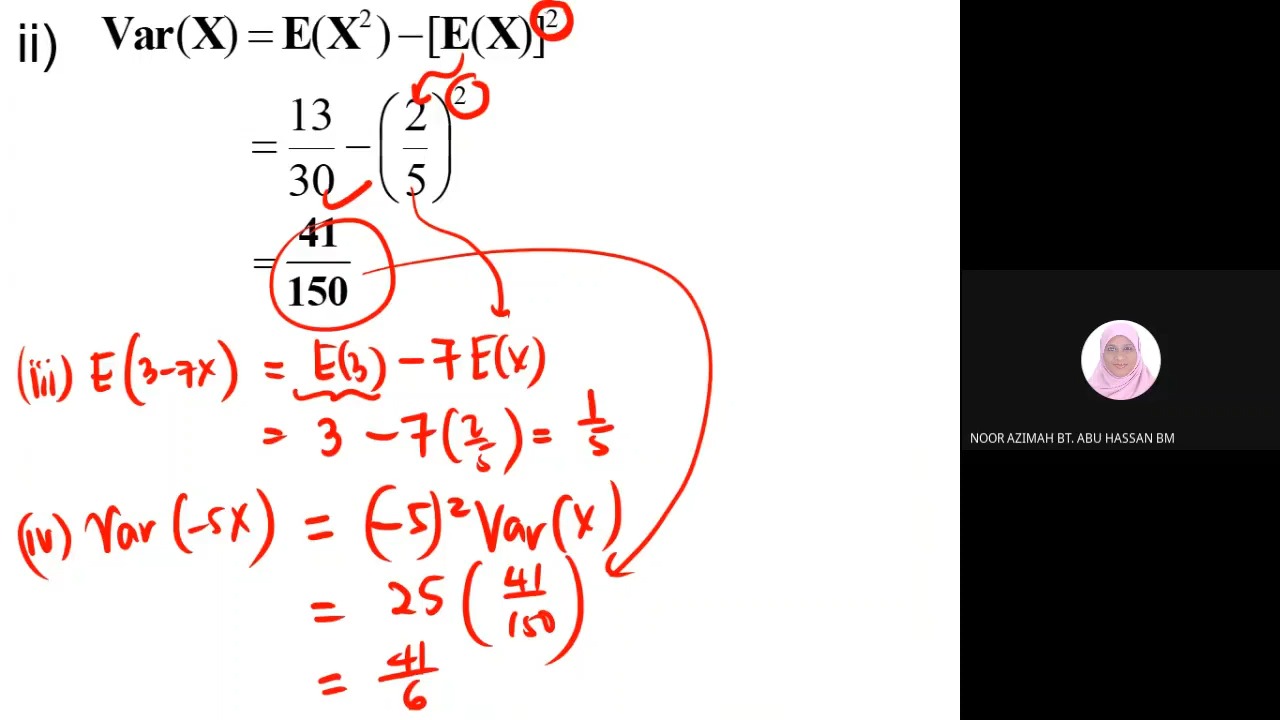 ii) Var(X) = E(X²) − [E(X)]²
= 13/30 − (2/5)²
= 41/150
(iii) E(3-7X) = E(3) - 7E(X)
= 3 - 7(2/5) = 1/5
(iv) Var(-5X) = (-5)² Var(X)
= 25 (41/150)
= 41/6
NOOR AZIMAH BT. ABU HASSAN BM